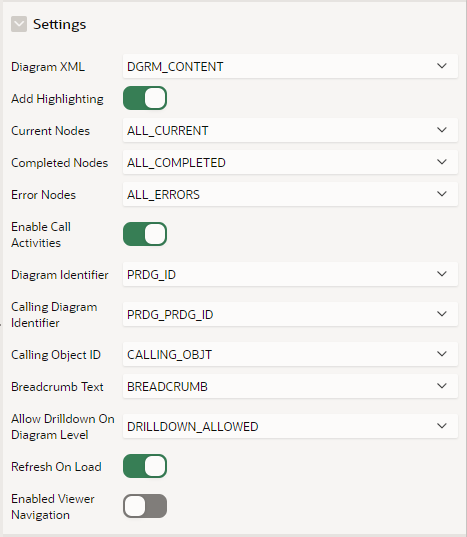 Settings
Diagram XML DGRM_CONTENT
Add Highlighting
Current Nodes ALL_CURRENT
Completed Nodes ALL_COMPLETED
Error Nodes ALL_ERRORS
Enable Call
Activities
Diagram Identifier PRDG_ID
Calling Diagram
Identifier PRDG_PRDG_ID
Calling Object ID CALLING_OBJT
Breadcrumb Text BREADCRUMB
Allow Drilldown On
Diagram Level DRILLDOWN_ALLOWED
Refresh On Load
Enabled Viewer
Navigation